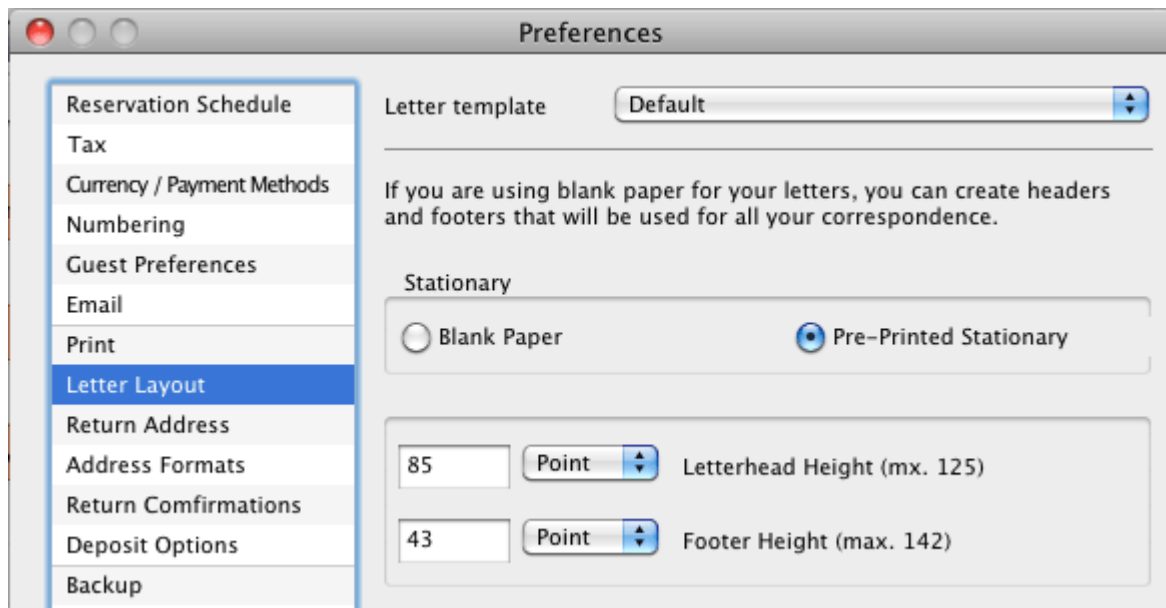 Preferences
Reservation Schedule
Tax
Currency / Payment Methods
Numbering
Guest Preferences
Email
Print
Letter Layout
Return Address
Address Formats
Return Comfirmations
Deposit Options
Backup
Letter template
Default
If you are using blank paper for your letters, you can create headers
and footers that will be used for all your correspondence.
Stationary
Blank Paper
Pre-Printed Stationary
85 Point Letterhead Height (mx. 125)
43 Point Footer Height (max. 142)